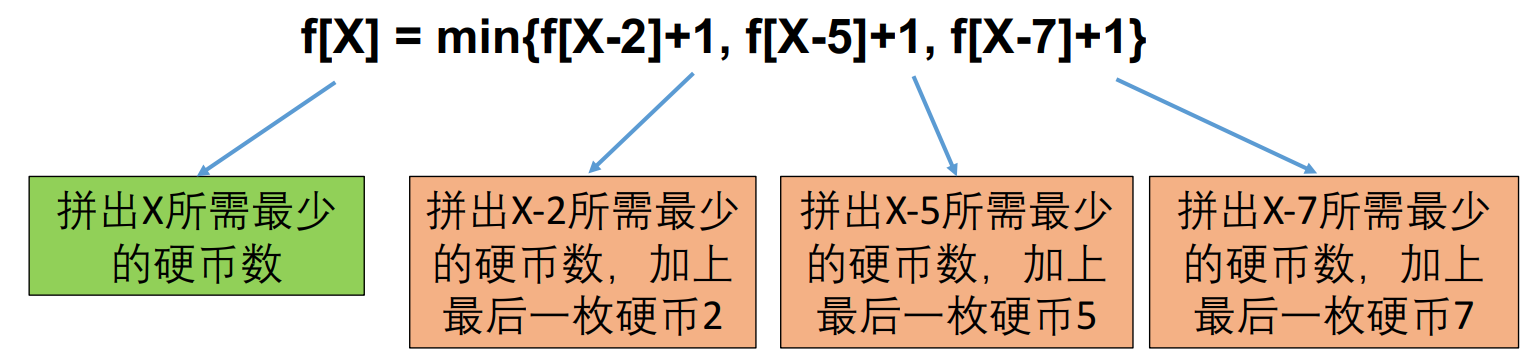 f[X] = min{f[X-2]+1, f[X-5]+1, f[X-7]+1}
拼出X所需最少
的硬币数
拼出X-2所需最少
的硬币数，加上
最后一枚硬币2
拼出X-5所需最少
的硬币数，加上
最后一枚硬币5
拼出X-7所需最少
的硬币数，加上
最后一枚硬币7